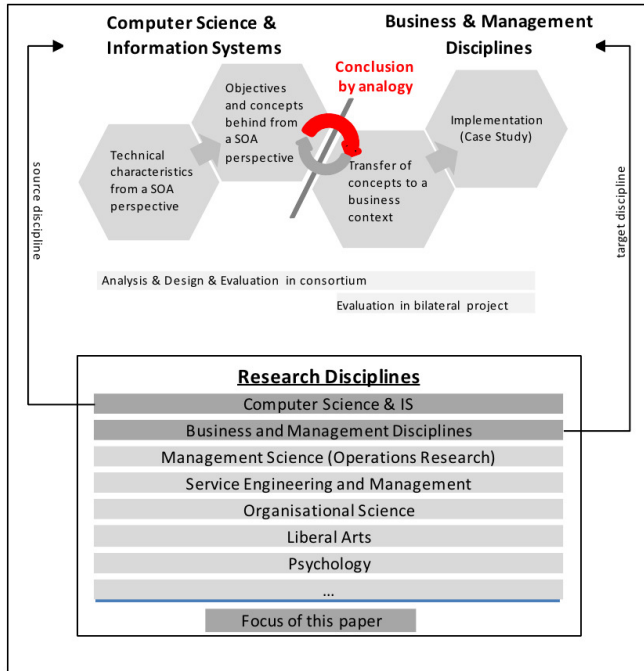 Computer Science &
Information Systems
Business & Management
Disciplines
Conclusion
by analogy
Objectives
and concepts
behind from
a SOA
perspective
Implementation
(Case Study)
Technical
characteristics
from a SOA
perspective
Transfer of
concepts to a
business
context
source discipline
target discipline
Analysis & Design & Evaluation in consortium
Evaluation in bilateral project
Research Disciplines
Computer Science & IS
Business and Management Disciplines
Management Science (Operations Research)
Service Engineering and Management
Organisational Science
Liberal Arts
Psychology
...
Focus of this paper